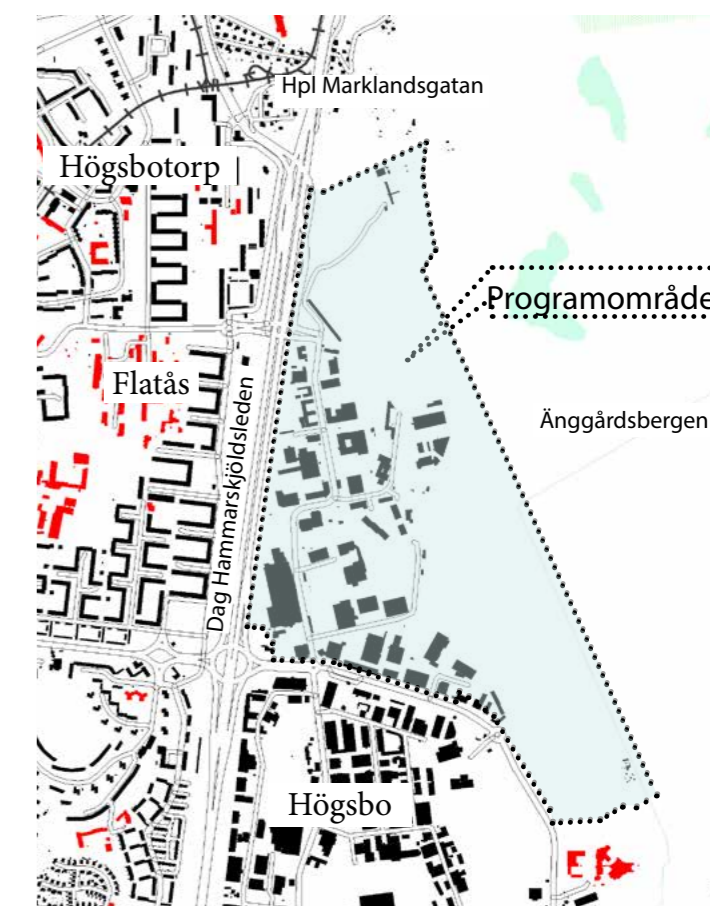 Hpl Marklandsgatan
Högsbotorp
Programområde
Flatås
Änggårdsbergen
Dag Hammarskjöldsleden
Högsbo